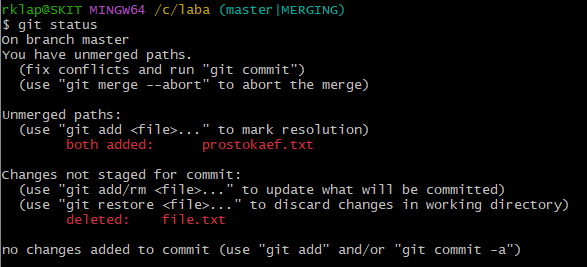 rklap@SKIT MINGW64 /c/laba (master|MERGING)
$ git status
On branch master
You have unmerged paths.
  (fix conflicts and run "git commit")
  (use "git merge --abort" to abort the merge)

Unmerged paths:
  (use "git add <file>..." to mark resolution)
        both added:      prostokaef.txt

Changes not staged for commit:
  (use "git add/rm <file>..." to update what will be committed)
  (use "git restore <file>..." to discard changes in working directory)
        deleted:    file.txt

no changes added to commit (use "git add" and/or "git commit -a")